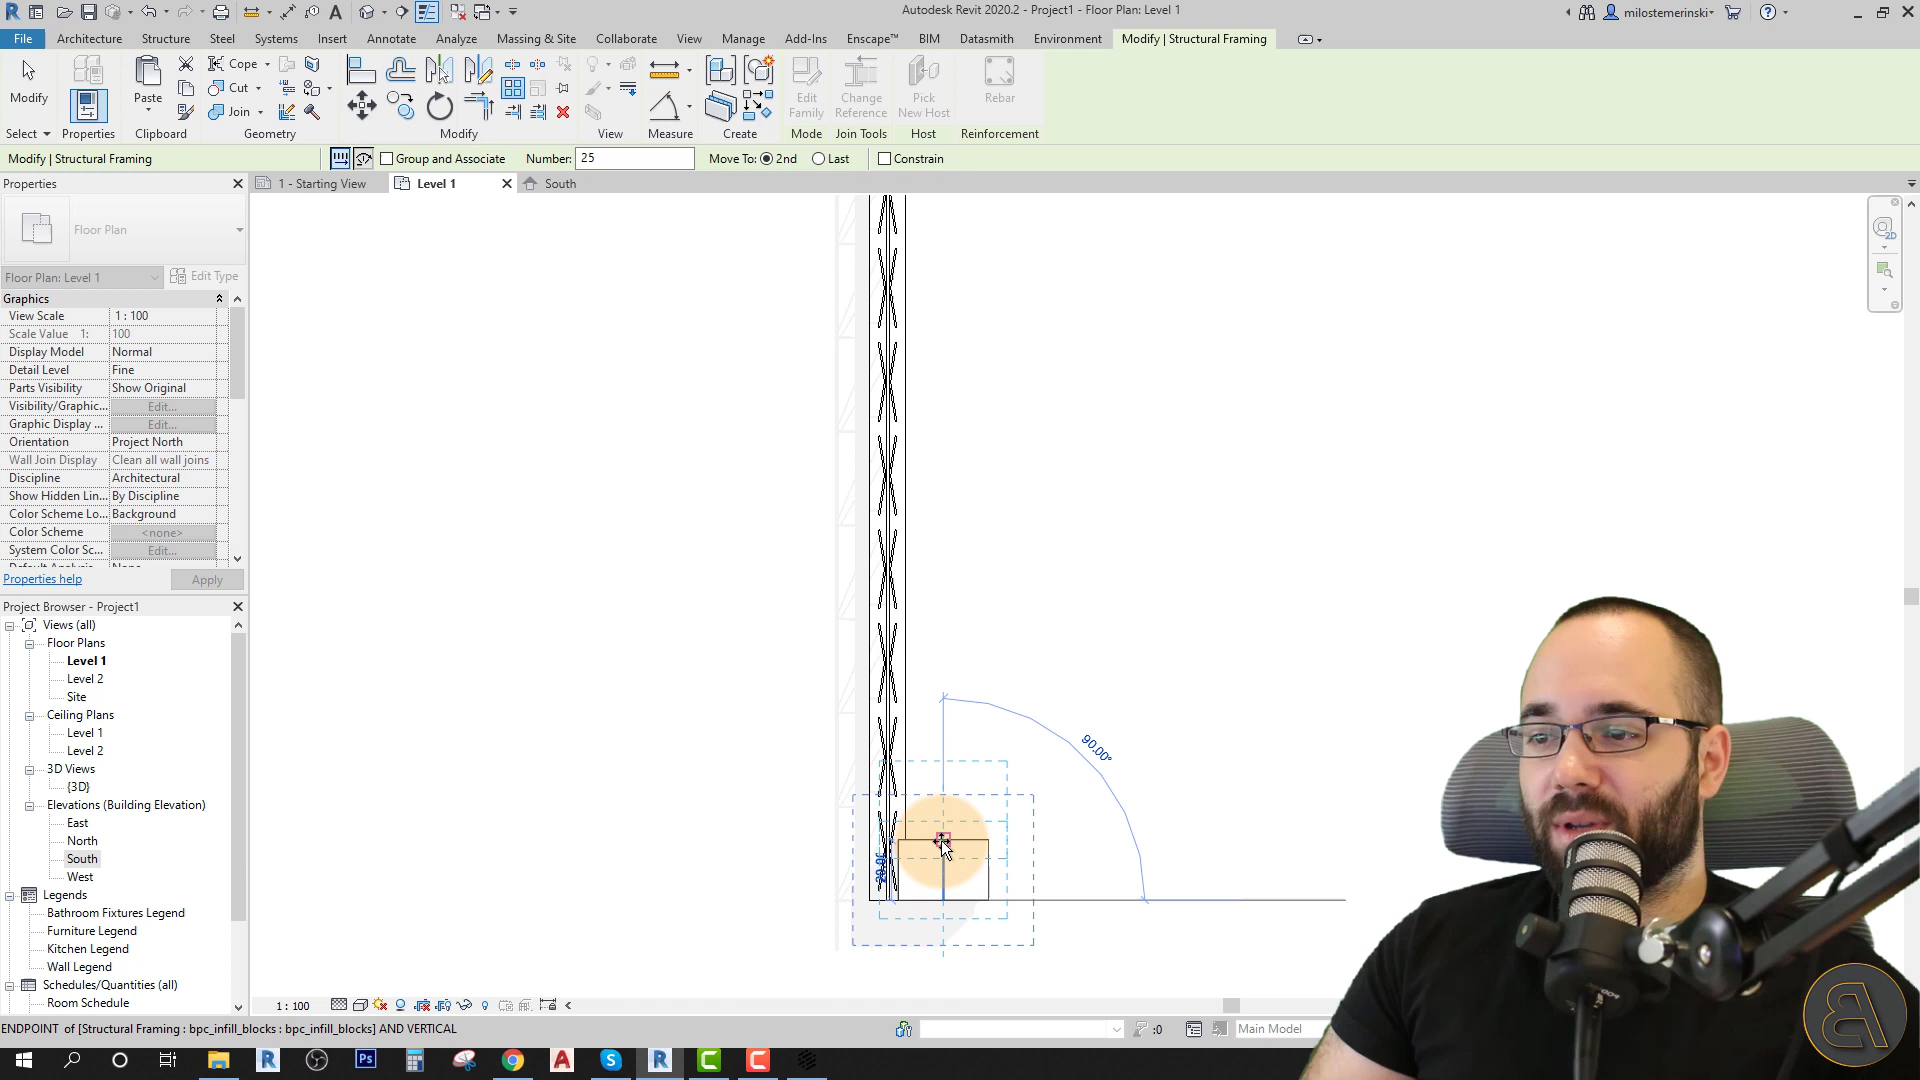 Autodesk Revit 2020.2 - Project1 - Floor Plan: Level 1
milostemerinski
File
Architecture
Structure
Steel
Systems
Insert
Annotate
Analyze
Massing & Site
Collaborate
View
Manage
Add-Ins
Enscape™
BIM
Datasmith
Environment
Modify | Structural Framing
Modify
Paste
Cope
Cut
Join
Edit Family
Change Reference
Pick New Host
Rebar
Select
Properties
Clipboard
Geometry
Modify
View
Measure
Create
Mode
Join Tools
Host
Reinforcement
Modify | Structural Framing
Group and Associate
Number: 25
Move To: 2nd Last
Constrain
Properties
1 - Starting View
Level 1
South
Floor Plan
Floor Plan: Level 1
Edit Type
Graphics
View Scale 1 : 100
Scale Value 1: 100
Display Model Normal
Detail Level Fine
Parts Visibility Show Original
Visibility/Graphic... Edit...
Graphic Display ... Edit...
Orientation Project North
Wall Join Display Clean all wall joins
Discipline Architectural
Show Hidden Lin... By Discipline
Color Scheme Lo... Background
Color Scheme <none>
System Color Sc... Edit...
Properties help
Apply
Project Browser - Project1
Views (all)
Floor Plans
Level 1
Level 2
Site
Ceiling Plans
Level 1
Level 2
3D Views
{3D}
Elevations (Building Elevation)
East
North
South
West
Legends
Bathroom Fixtures Legend
Furniture Legend
Kitchen Legend
Wall Legend
Schedules/Quantities (all)
Room Schedule
2D
90.00°
1 : 100
ENDPOINT of [Structural Framing : bpc_infill_blocks : bpc_infill_blocks] AND VERTICAL
:0
Main Model